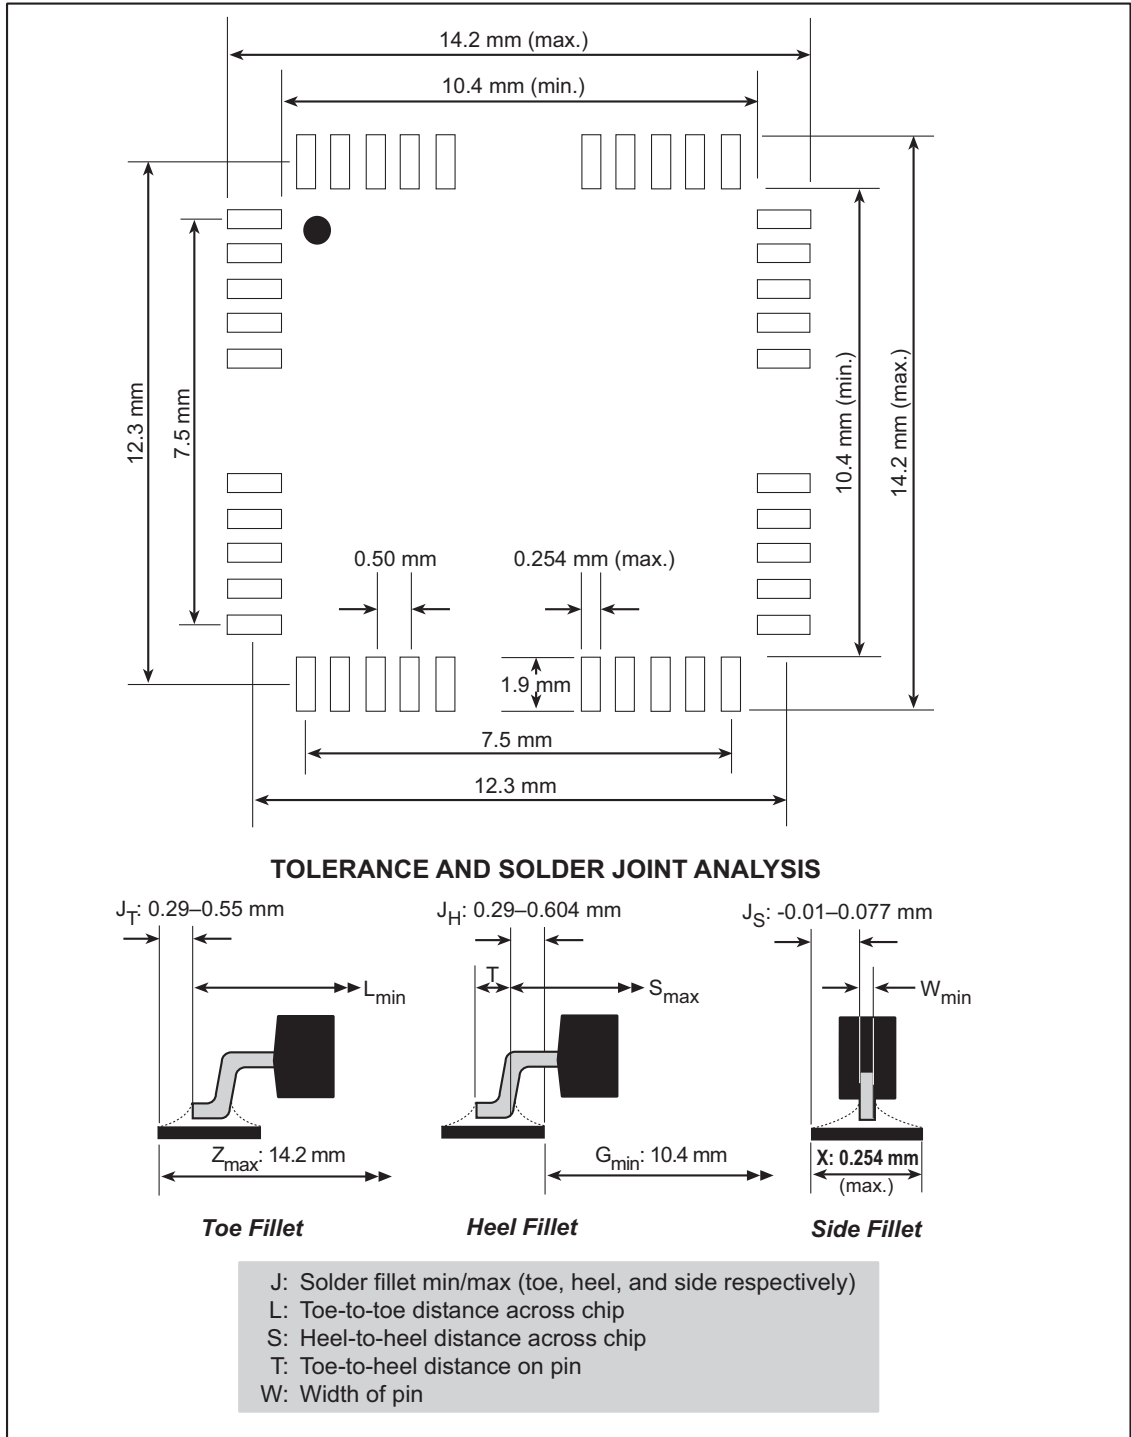 14.2 mm (max.)
10.4 mm (min.)
12.3 mm
7.5 mm
10.4 mm (min.)
14.2 mm (max.)
0.50 mm
0.254 mm (max.)
1.9 mm
7.5 mm
12.3 mm
TOLERANCE AND SOLDER JOINT ANALYSIS
JT: 0.29–0.55 mm
JH: 0.29–0.604 mm
JS: -0.01–0.077 mm
Lmin
T
Smax
Wmin
Zmax: 14.2 mm
Gmin: 10.4 mm
X: 0.254 mm
(max.)
Toe Fillet
Heel Fillet
Side Fillet
J: Solder fillet min/max (toe, heel, and side respectively)
L: Toe-to-toe distance across chip
S: Heel-to-heel distance across chip
T: Toe-to-heel distance on pin
W: Width of pin